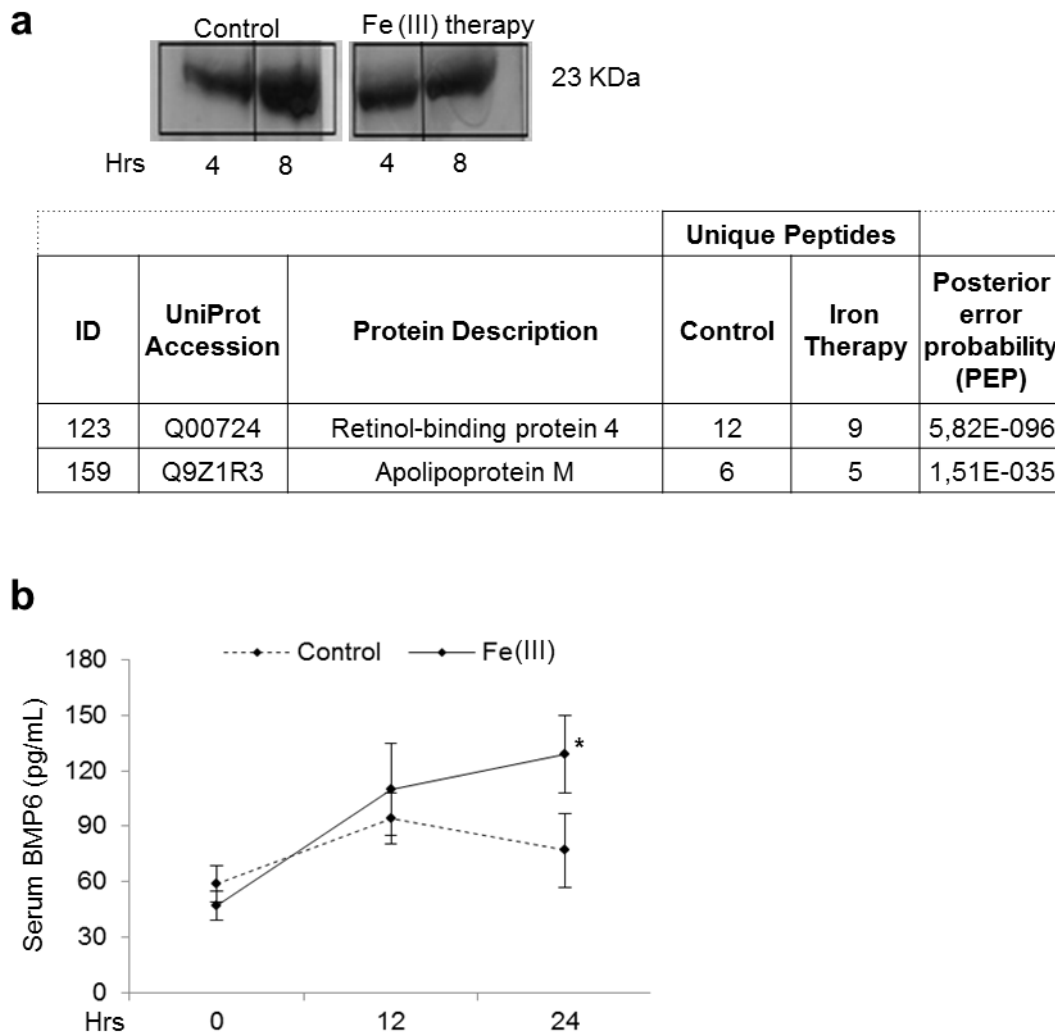 a
Control Fe (III) therapy
23 KDa
Hrs 4 8 4 8
Unique Peptides
ID UniProt Accession Protein Description Control Iron Therapy Posterior error probability (PEP)
123 Q00724 Retinol-binding protein 4 12 9 5,82E-096
159 Q9Z1R3 Apolipoprotein M 6 5 1,51E-035
b
Control Fe(III)
Serum BMP6 (pg/mL)
180
150
*
120
90
60
30
0
Hrs 0 12 24